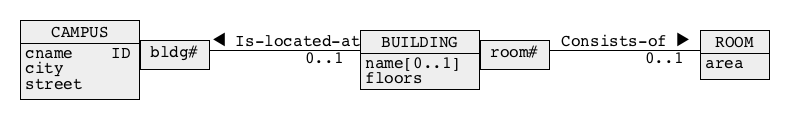 CAMPUS
cname ID
city
street
bldg#
◀ Is-located-at
0..1
BUILDING
name[0..1]
floors
room#
Consists-of ▶
0..1
ROOM
area